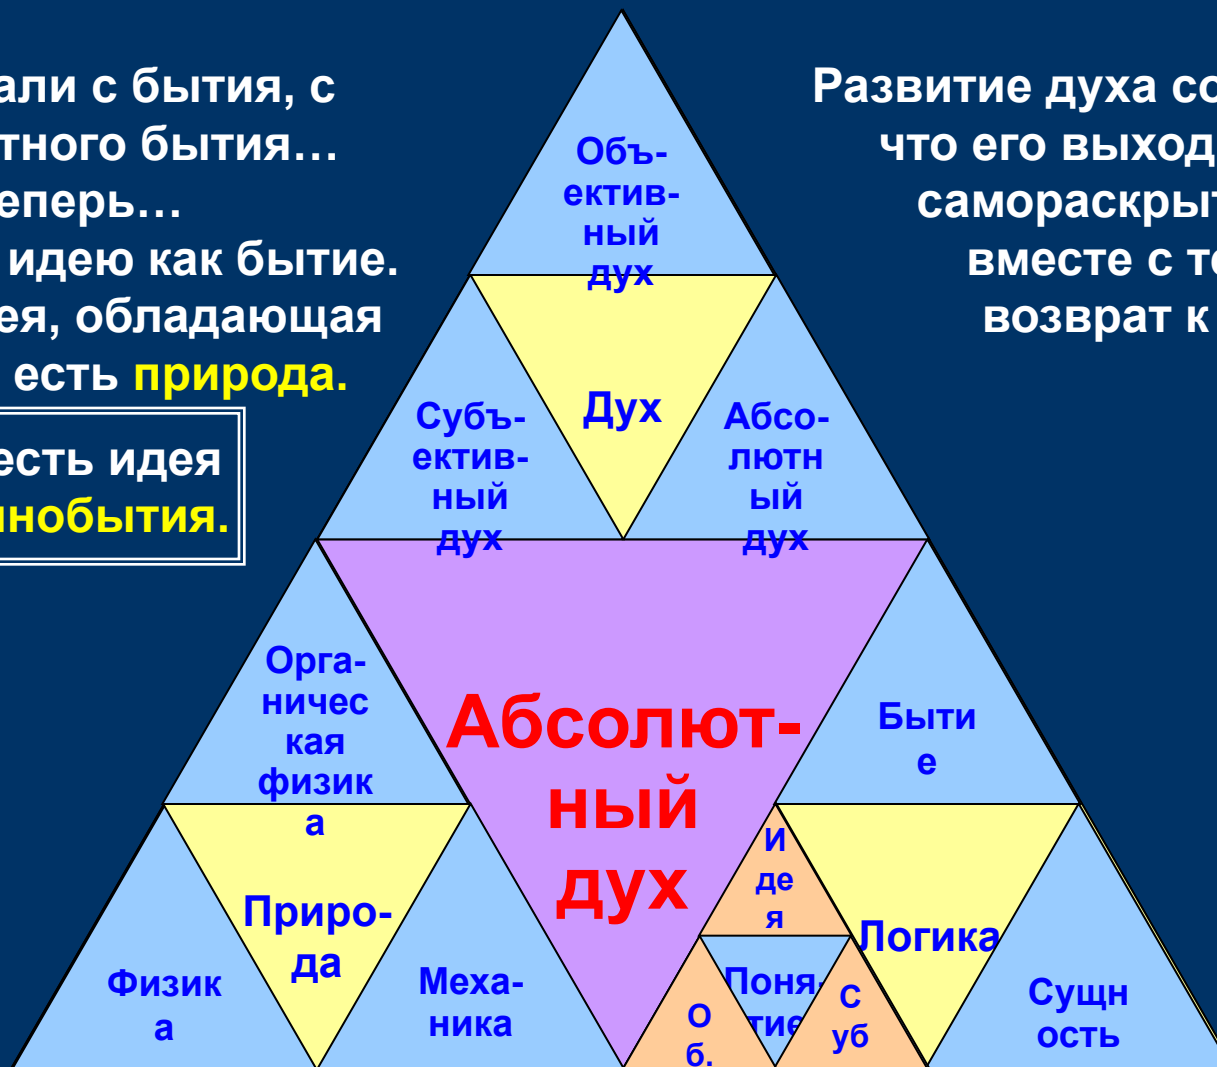 али с бытия, с
тного бытия…
еперь…
идею как бытие.
ея, обладающая
есть природа.
есть идея
нобытия.
Развитие духа со
что его выход
самораскрыт
вместе с те
возврат к
Объ-
ектив-
ный
дух
Субъ-
ектив-
ный
дух
Дух
Абсо-
лютн
ый
дух
Орга-
ничес
кая
физик
а
Абсолют-
ный
дух
Быти
е
Физик
а
Приро-
да
Меха-
ника
И
де
я
Поня-
тие
О
б.
С
уб
Логика
Сущн
ость